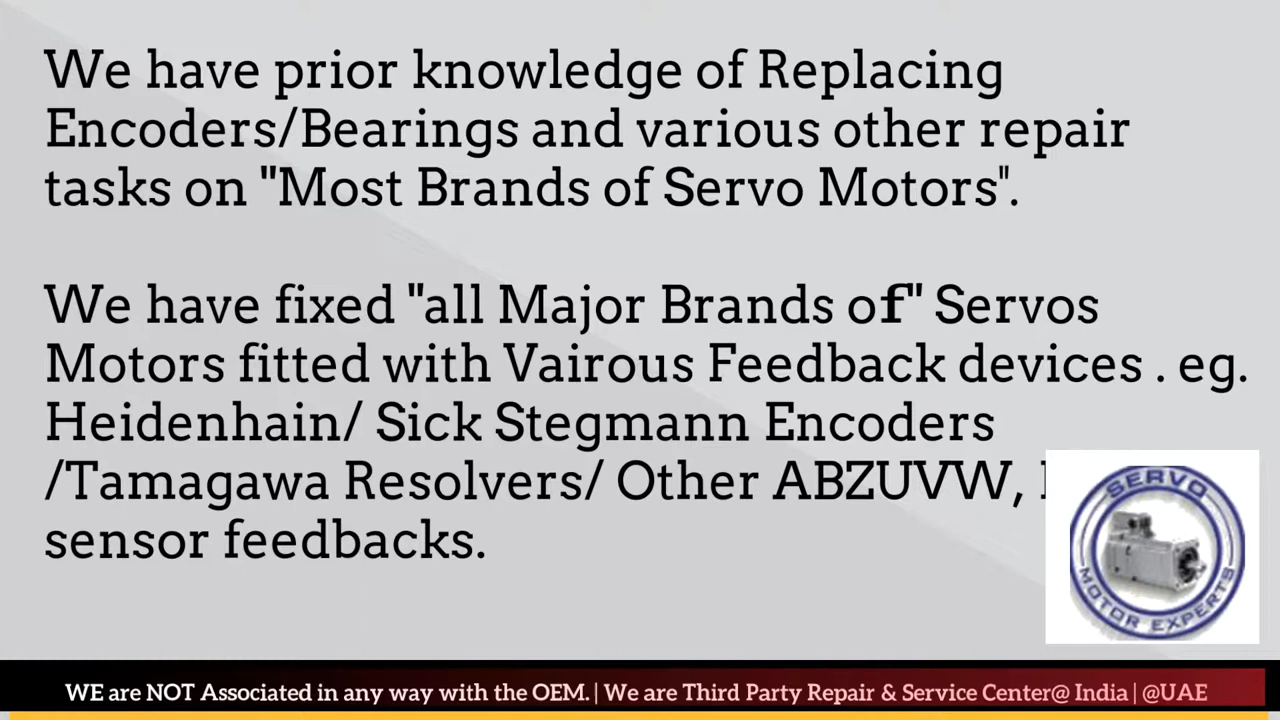 We have prior knowledge of Replacing
Encoders/Bearings and various other repair
tasks on "Most Brands of Servo Motors".
We have fixed "all Major Brands of" Servos
Motors fitted with Vairous Feedback devices . eg.
Heidenhain/ Sick Stegmann Encoders
/Tamagawa Resolvers/ Other ABZUVW,
sensor feedbacks.
SERVO
MOTOR EXPERTS
WE are NOT Associated in any way with the OEM. | We are Third Party Repair & Service Center@ India | @UAE